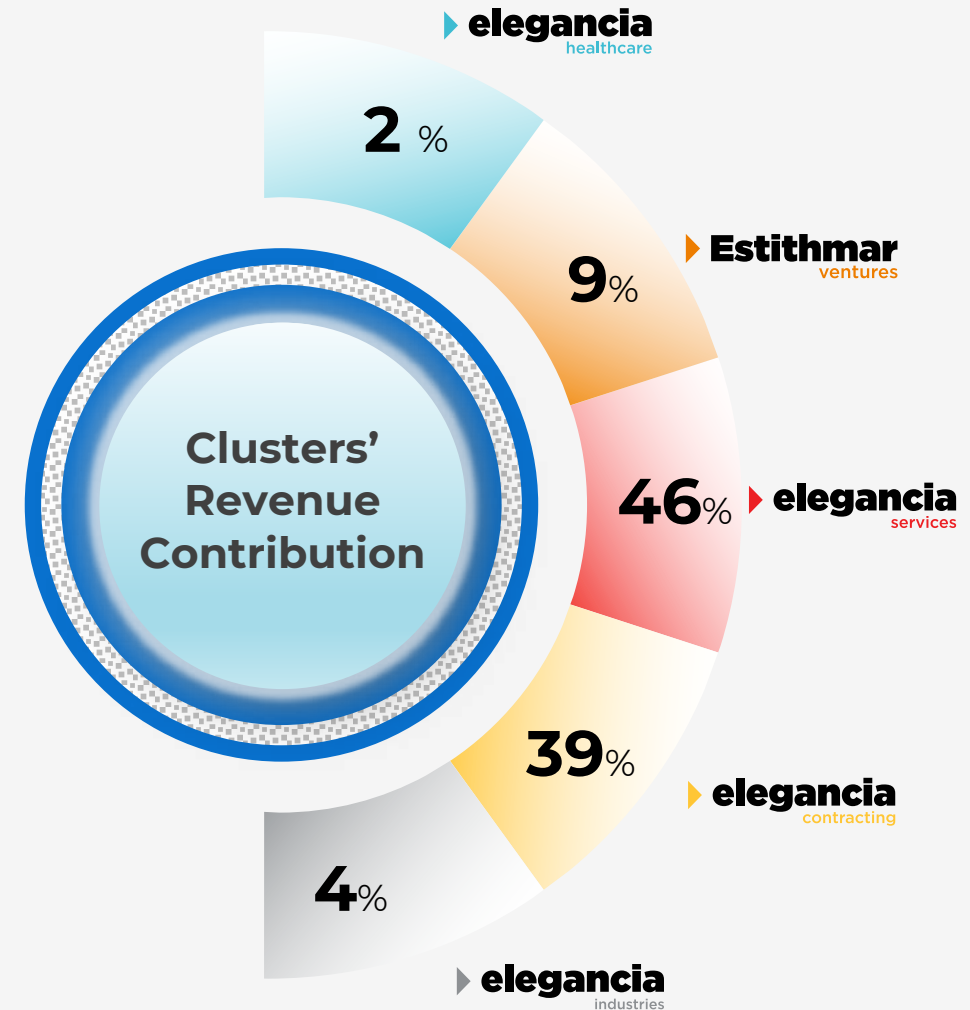 elegancia
healthcare
2 %
Estithmar
ventures
9%
Clusters’
Revenue
Contribution
46%
elegancia
services
39%
elegancia
contracting
4%
elegancia
industries